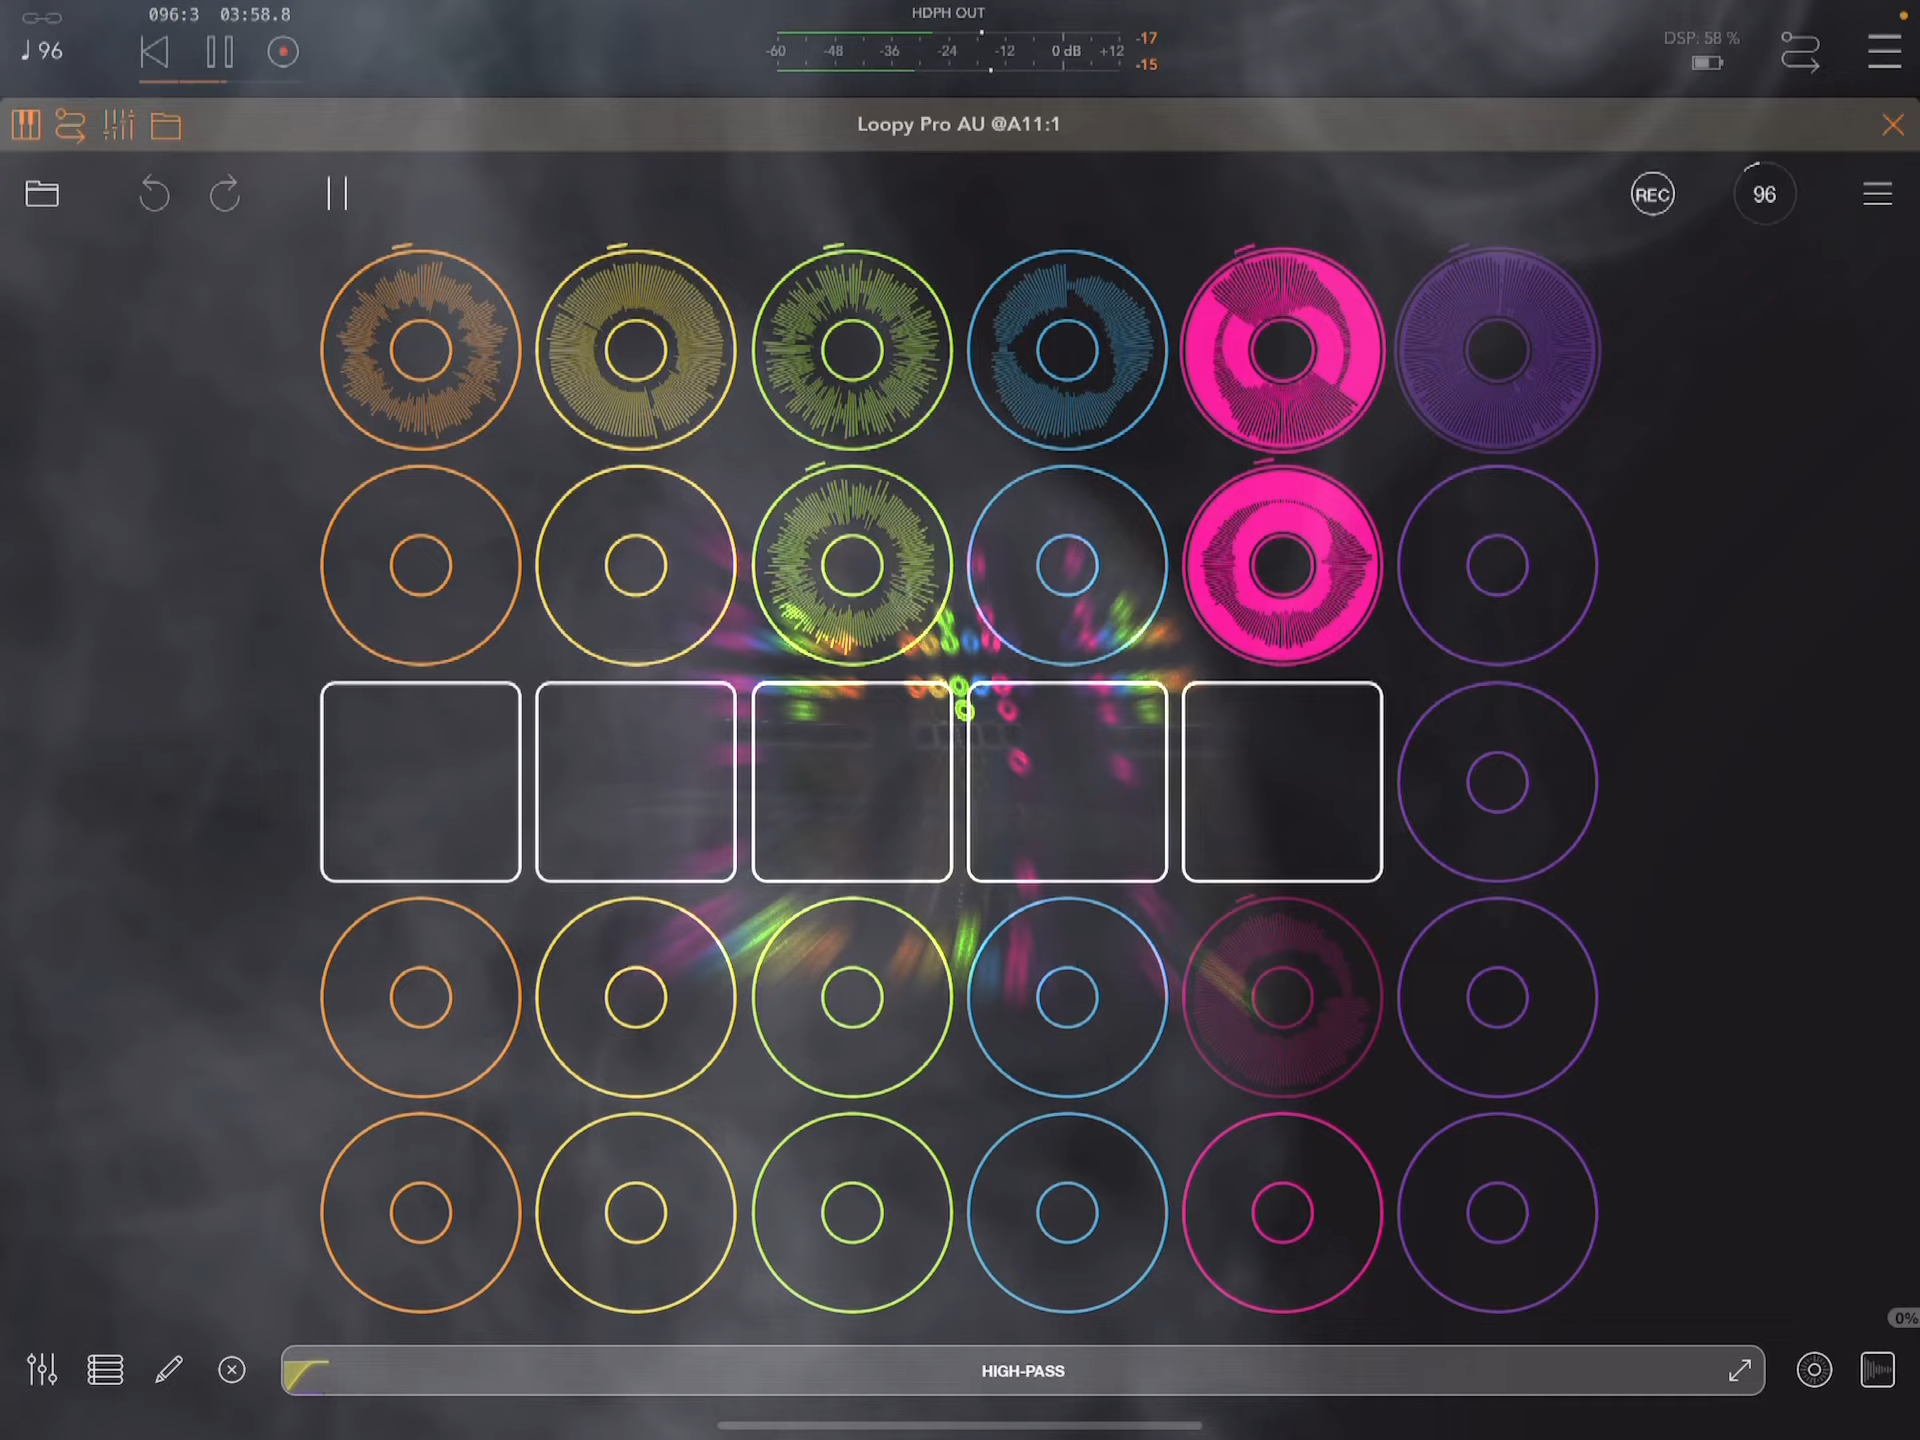 096:3 03:58.8
♩96
HDPH OUT
-60 -48 -36 -24 -12 0 dB +12
-17
-15
DSP: 58 %
Loopy Pro AU @A11:1
REC
96
0%
HIGH-PASS